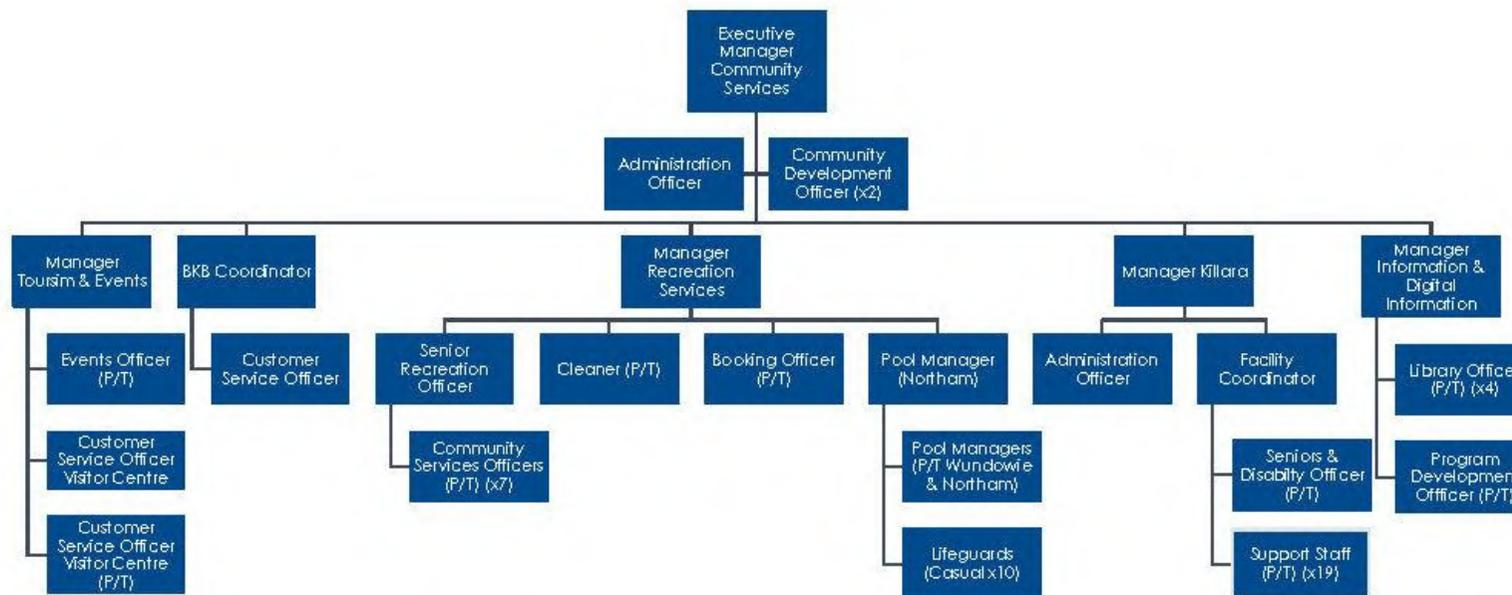 Executive
Manager
Community
Services
Administration
Officer
Community
Development
Officer (x2)
Manager
Toursim & Events
BKB Coordinator
Manager
Recreation
Services
Manager Killara
Manager
Information &
Digital
Information
Events Officer
(P/T)
Customer
Service Officer
Visitor Centre
Customer
Service Officer
Visitor Centre
(P/T)
Customer
Service Officer
Senior
Recreation
Officer
Community
Services Officers
(P/T) (x7)
Cleaner (P/T)
Booking Officer
(P/T)
Pool Manager
(Northam)
Pool Managers
(P/T Wundowie
& Northam)
Lifeguards
(Casual x10)
Administration
Officer
Facility
Coordinator
Seniors &
Disabilty Officer
(P/T)
Support Staff
(P/T) (x19)
Library Office
(P/T) (x4)
Program
Developmen
Offficer (P/T)